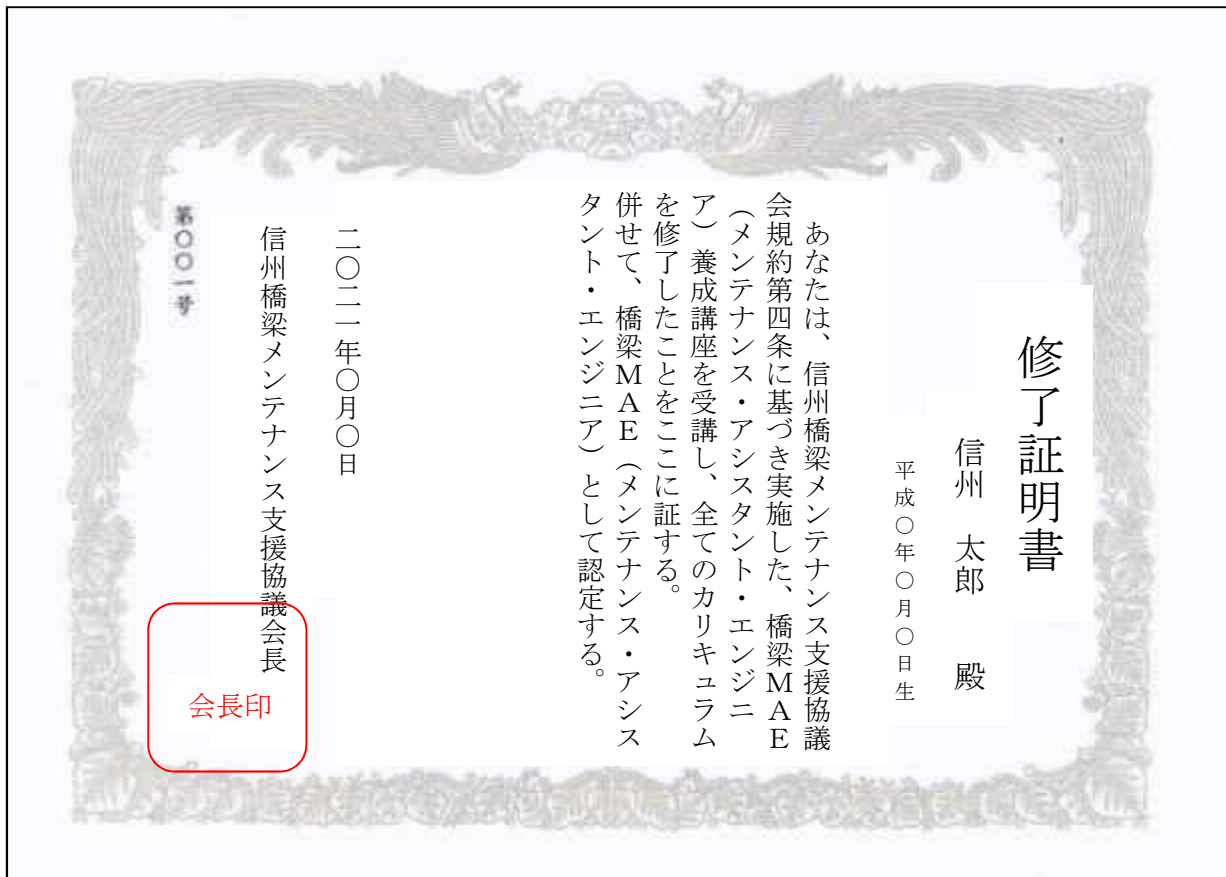 修了証明書
信州　太郎　　殿
平成〇年〇月〇日生
あなたは、信州橋梁メンテナンス支援協議
会規約第四条に基づき実施した、橋梁ＭＡＥ
（メンテナンス・アシスタント・エンジニ
ア）養成講座を受講し、全てのカリキュラム
を修了したことをここに証する。
併せて、橋梁ＭＡＥ（メンテナンス・アシス
タント・エンジニア）として認定する。
二〇二一年〇月〇日
信州橋梁メンテナンス支援協議会長
会長印
第〇〇一号